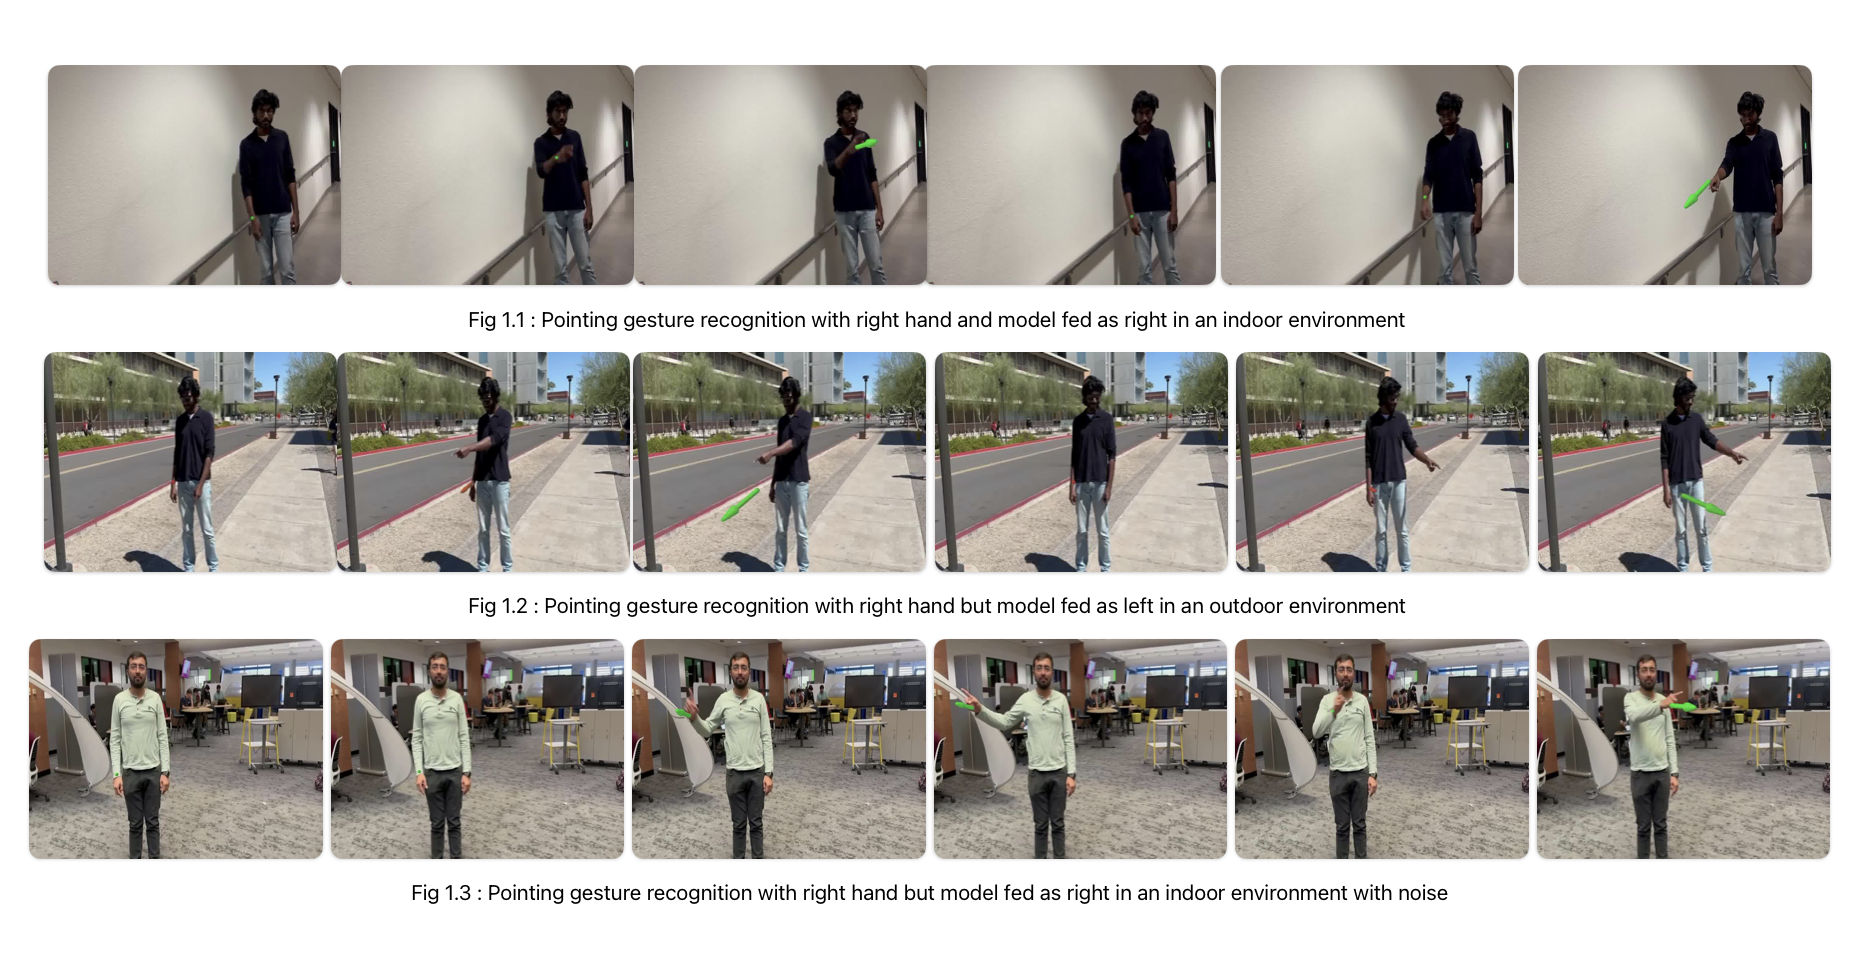 Fig 1.1 : Pointing gesture recognition with right hand and model fed as right in an indoor environment
Fig 1.2 : Pointing gesture recognition with right hand but model fed as left in an outdoor environment
Fig 1.3 : Pointing gesture recognition with right hand but model fed as right in an indoor environment with noise